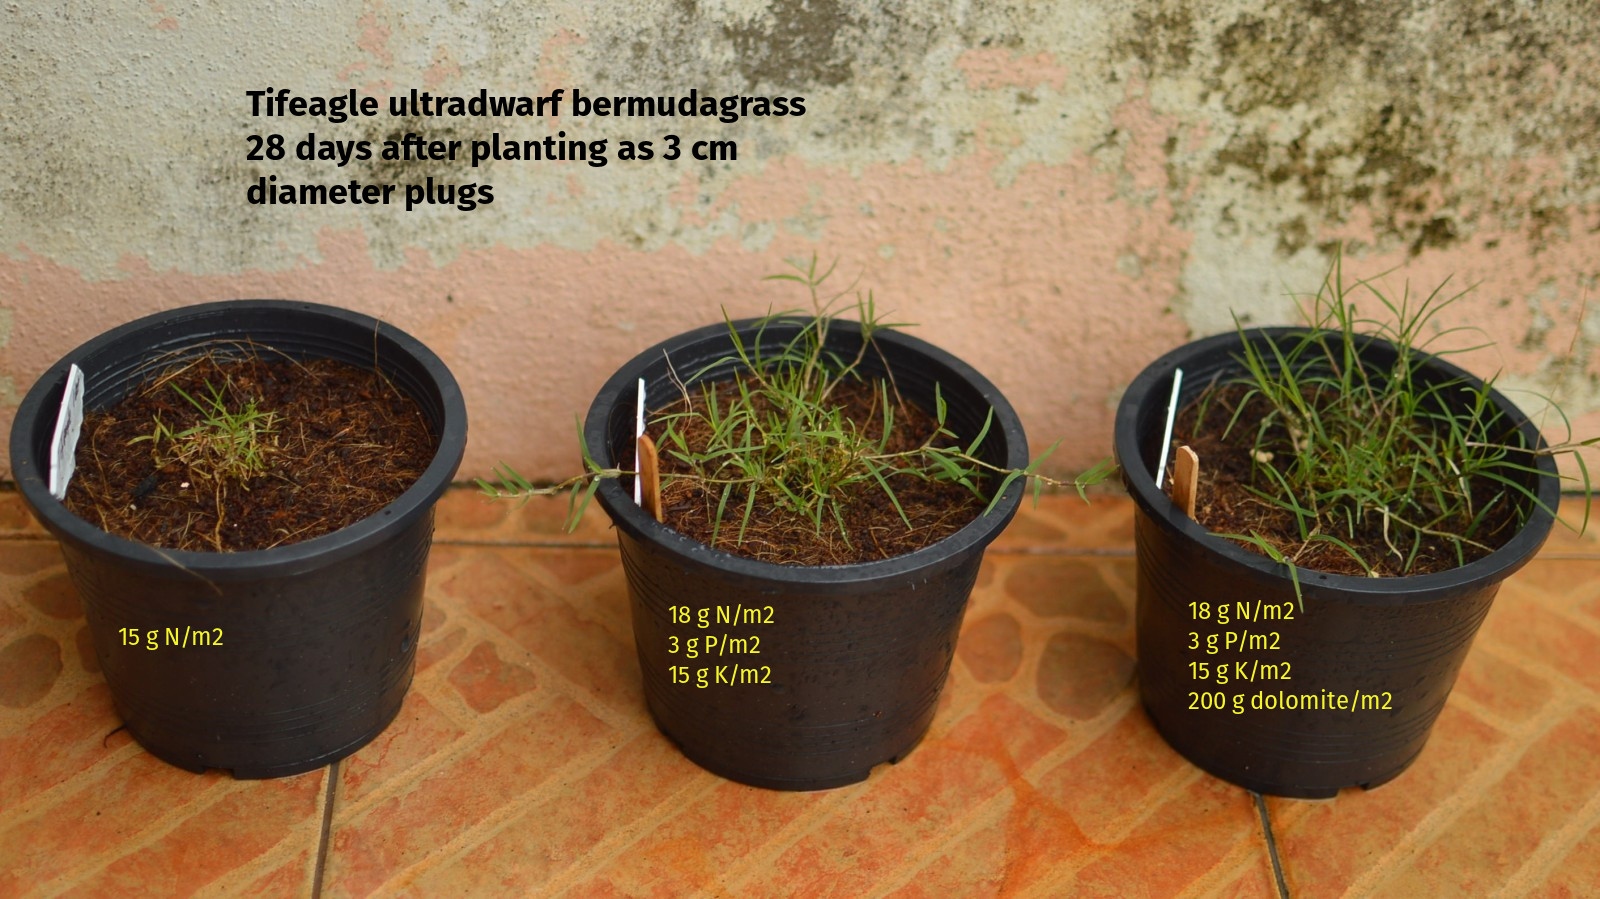 Tifeagle ultradwarf bermudagrass
28 days after planting as 3 cm
diameter plugs
15 g N/m2
18 g N/m2
3 g P/m2
15 g K/m2
18 g N/m2
3 g P/m2
15 g K/m2
200 g dolomite/m2